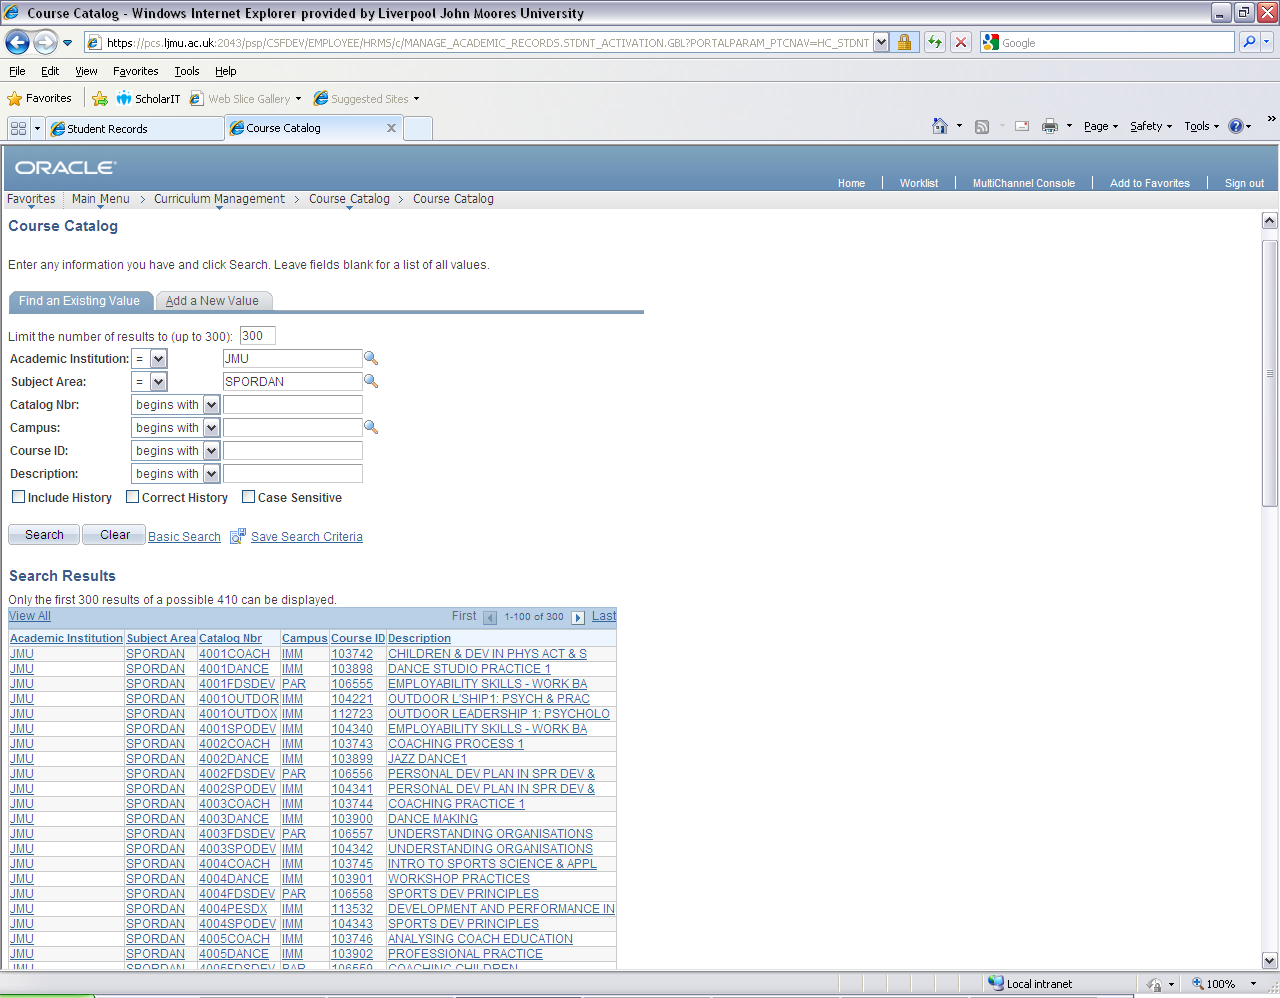 Course Catalog - Windows Internet Explorer provided by Liverpool John Moores University
https://pcs.ljmu.ac.uk:2043/psp/CSFDEV/EMPLOYEE/HRMS/c/MANAGE_ACADEMIC_RECORDS.STDNT_ACTIVATION.GBL?PORTALPARAM_PTCNAV=HC_STDNT Google
File Edit View Favorites Tools Help
Favorites ScholarIT Web Slice Gallery Suggested Sites
Student Records Course Catalog Page Safety Tools
ORACLE
Home Worklist MultiChannel Console Add to Favorites Sign out
Favorites Main Menu > Curriculum Management > Course Catalog > Course Catalog
Course Catalog
Enter any information you have and click Search. Leave fields blank for a list of all values.
Find an Existing Value Add a New Value
Limit the number of results to (up to 300): 300
Academic Institution: = JMU
Subject Area: = SPORDAN
Catalog Nbr: begins with
Campus: begins with
Course ID: begins with
Description: begins with
Include History Correct History Case Sensitive
Search Clear Basic Search Save Search Criteria
Search Results
Only the first 300 results of a possible 410 can be displayed.
View All First 1-100 of 300 Last
Academic Institution Subject Area Catalog Nbr Campus Course ID Description
JMU SPORDAN 4001COACH IMM 103742 CHILDREN & DEV IN PHYS ACT & S
JMU SPORDAN 4001DANCE IMM 103898 DANCE STUDIO PRACTICE 1
JMU SPORDAN 4001FDSDEV PAR 106555 EMPLOYABILITY SKILLS - WORK BA
JMU SPORDAN 4001OUTDOR IMM 104221 OUTDOOR L'SHIP1: PSYCH & PRAC
JMU SPORDAN 4001OUTDOX IMM 112723 OUTDOOR LEADERSHIP 1: PSYCHOLO
JMU SPORDAN 4001SPODEV IMM 104340 EMPLOYABILITY SKILLS - WORK BA
JMU SPORDAN 4002COACH IMM 103743 COACHING PROCESS 1
JMU SPORDAN 4002DANCE IMM 103899 JAZZ DANCE1
JMU SPORDAN 4002FDSDEV PAR 106556 PERSONAL DEV PLAN IN SPR DEV &
JMU SPORDAN 4002SPODEV IMM 104341 PERSONAL DEV PLAN IN SPR DEV &
JMU SPORDAN 4003COACH IMM 103744 COACHING PRACTICE 1
JMU SPORDAN 4003DANCE IMM 103900 DANCE MAKING
JMU SPORDAN 4003FDSDEV PAR 106557 UNDERSTANDING ORGANISATIONS
JMU SPORDAN 4003SPODEV IMM 104342 UNDERSTANDING ORGANISATIONS
JMU SPORDAN 4004COACH IMM 103745 INTRO TO SPORTS SCIENCE & APPL
JMU SPORDAN 4004DANCE IMM 103901 WORKSHOP PRACTICES
JMU SPORDAN 4004FDSDEV PAR 106558 SPORTS DEV PRINCIPLES
JMU SPORDAN 4004PESDX IMM 113532 DEVELOPMENT AND PERFORMANCE IN
JMU SPORDAN 4004SPODEV IMM 104343 SPORTS DEV PRINCIPLES
JMU SPORDAN 4005COACH IMM 103746 ANALYSING COACH EDUCATION
JMU SPORDAN 4005DANCE IMM 103902 PROFESSIONAL PRACTICE
JMU SPORDAN 4005FDSDEV PAR 106559 COACHING CHILDREN
Local intranet 100%